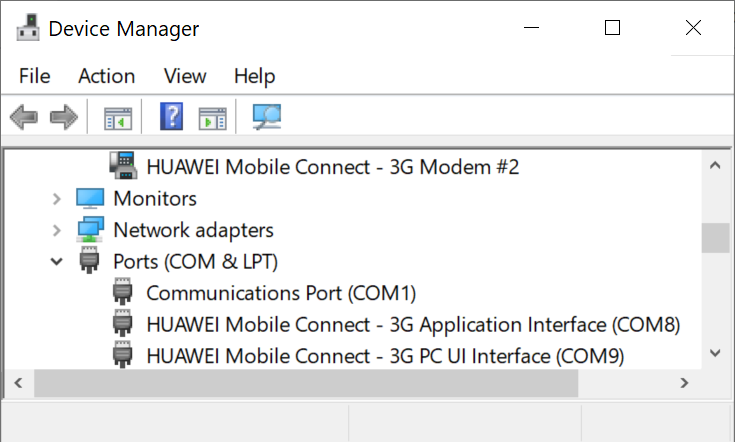 Device Manager
File Action View Help
HUAWEI Mobile Connect - 3G Modem #2
Monitors
Network adapters
Ports (COM & LPT)
Communications Port (COM1)
HUAWEI Mobile Connect - 3G Application Interface (COM8)
HUAWEI Mobile Connect - 3G PC UI Interface (COM9)